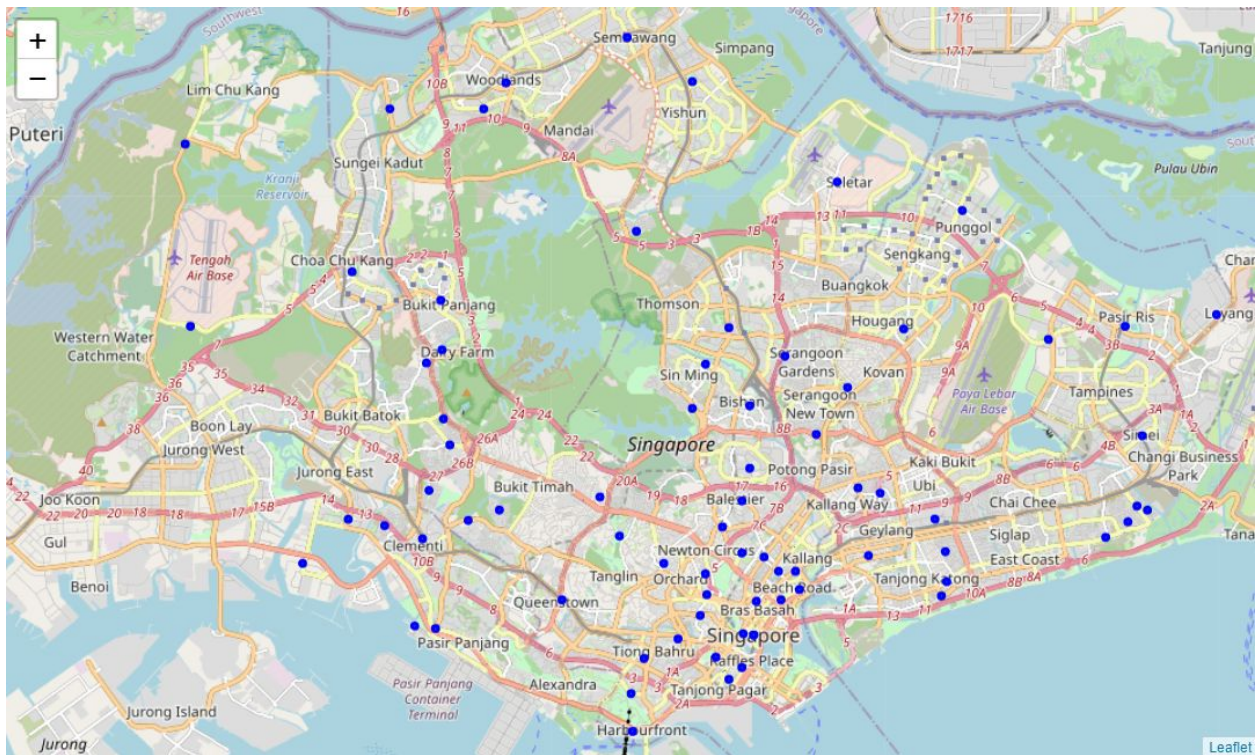 +
−
Southwest
16
1716
1717
Tanjung
Puteri
Lim Chu Kang
Sungei Kadut
Kranji
Reservoir
Woodlands
Mandai
Sembawang
Simpang
Yishun
Seletar
Pulau Ubin
Punggol
Sengkang
Buangkok
Hougang
Kovan
Tengah
Air Base
Choa Chu Kang
Bukit Panjang
Dairy Farm
Western Water
Catchment
Bukit Batok
Boon Lay
Jurong West
Jurong East
Joo Koon
Gul
Benoi
Clementi
Bukit Timah
Thomson
Sin Ming
Bishan
Serangoon
Gardens
Serangoon
New Town
Paya Lebar
Air Base
Pasir Ris
Loyang
Tampines
Simei
Changi Business
Park
Singapore
Potong Pasir
Kaki Bukit
Ubi
Balestier
Kallang Way
Chai Chee
Geylang
Siglap
East Coast
Newton Circus
Kallang
Tanglin
Orchard
Beach Road
Tanjong Katong
Queenstown
Bras Basah
Singapore
Pasir Panjang
Tiong Bahru
Raffles Place
Alexandra
Tanjong Pagar
Pasir Panjang
Container
Terminal
Harbourfront
Jurong Island
Jurong
Leaflet